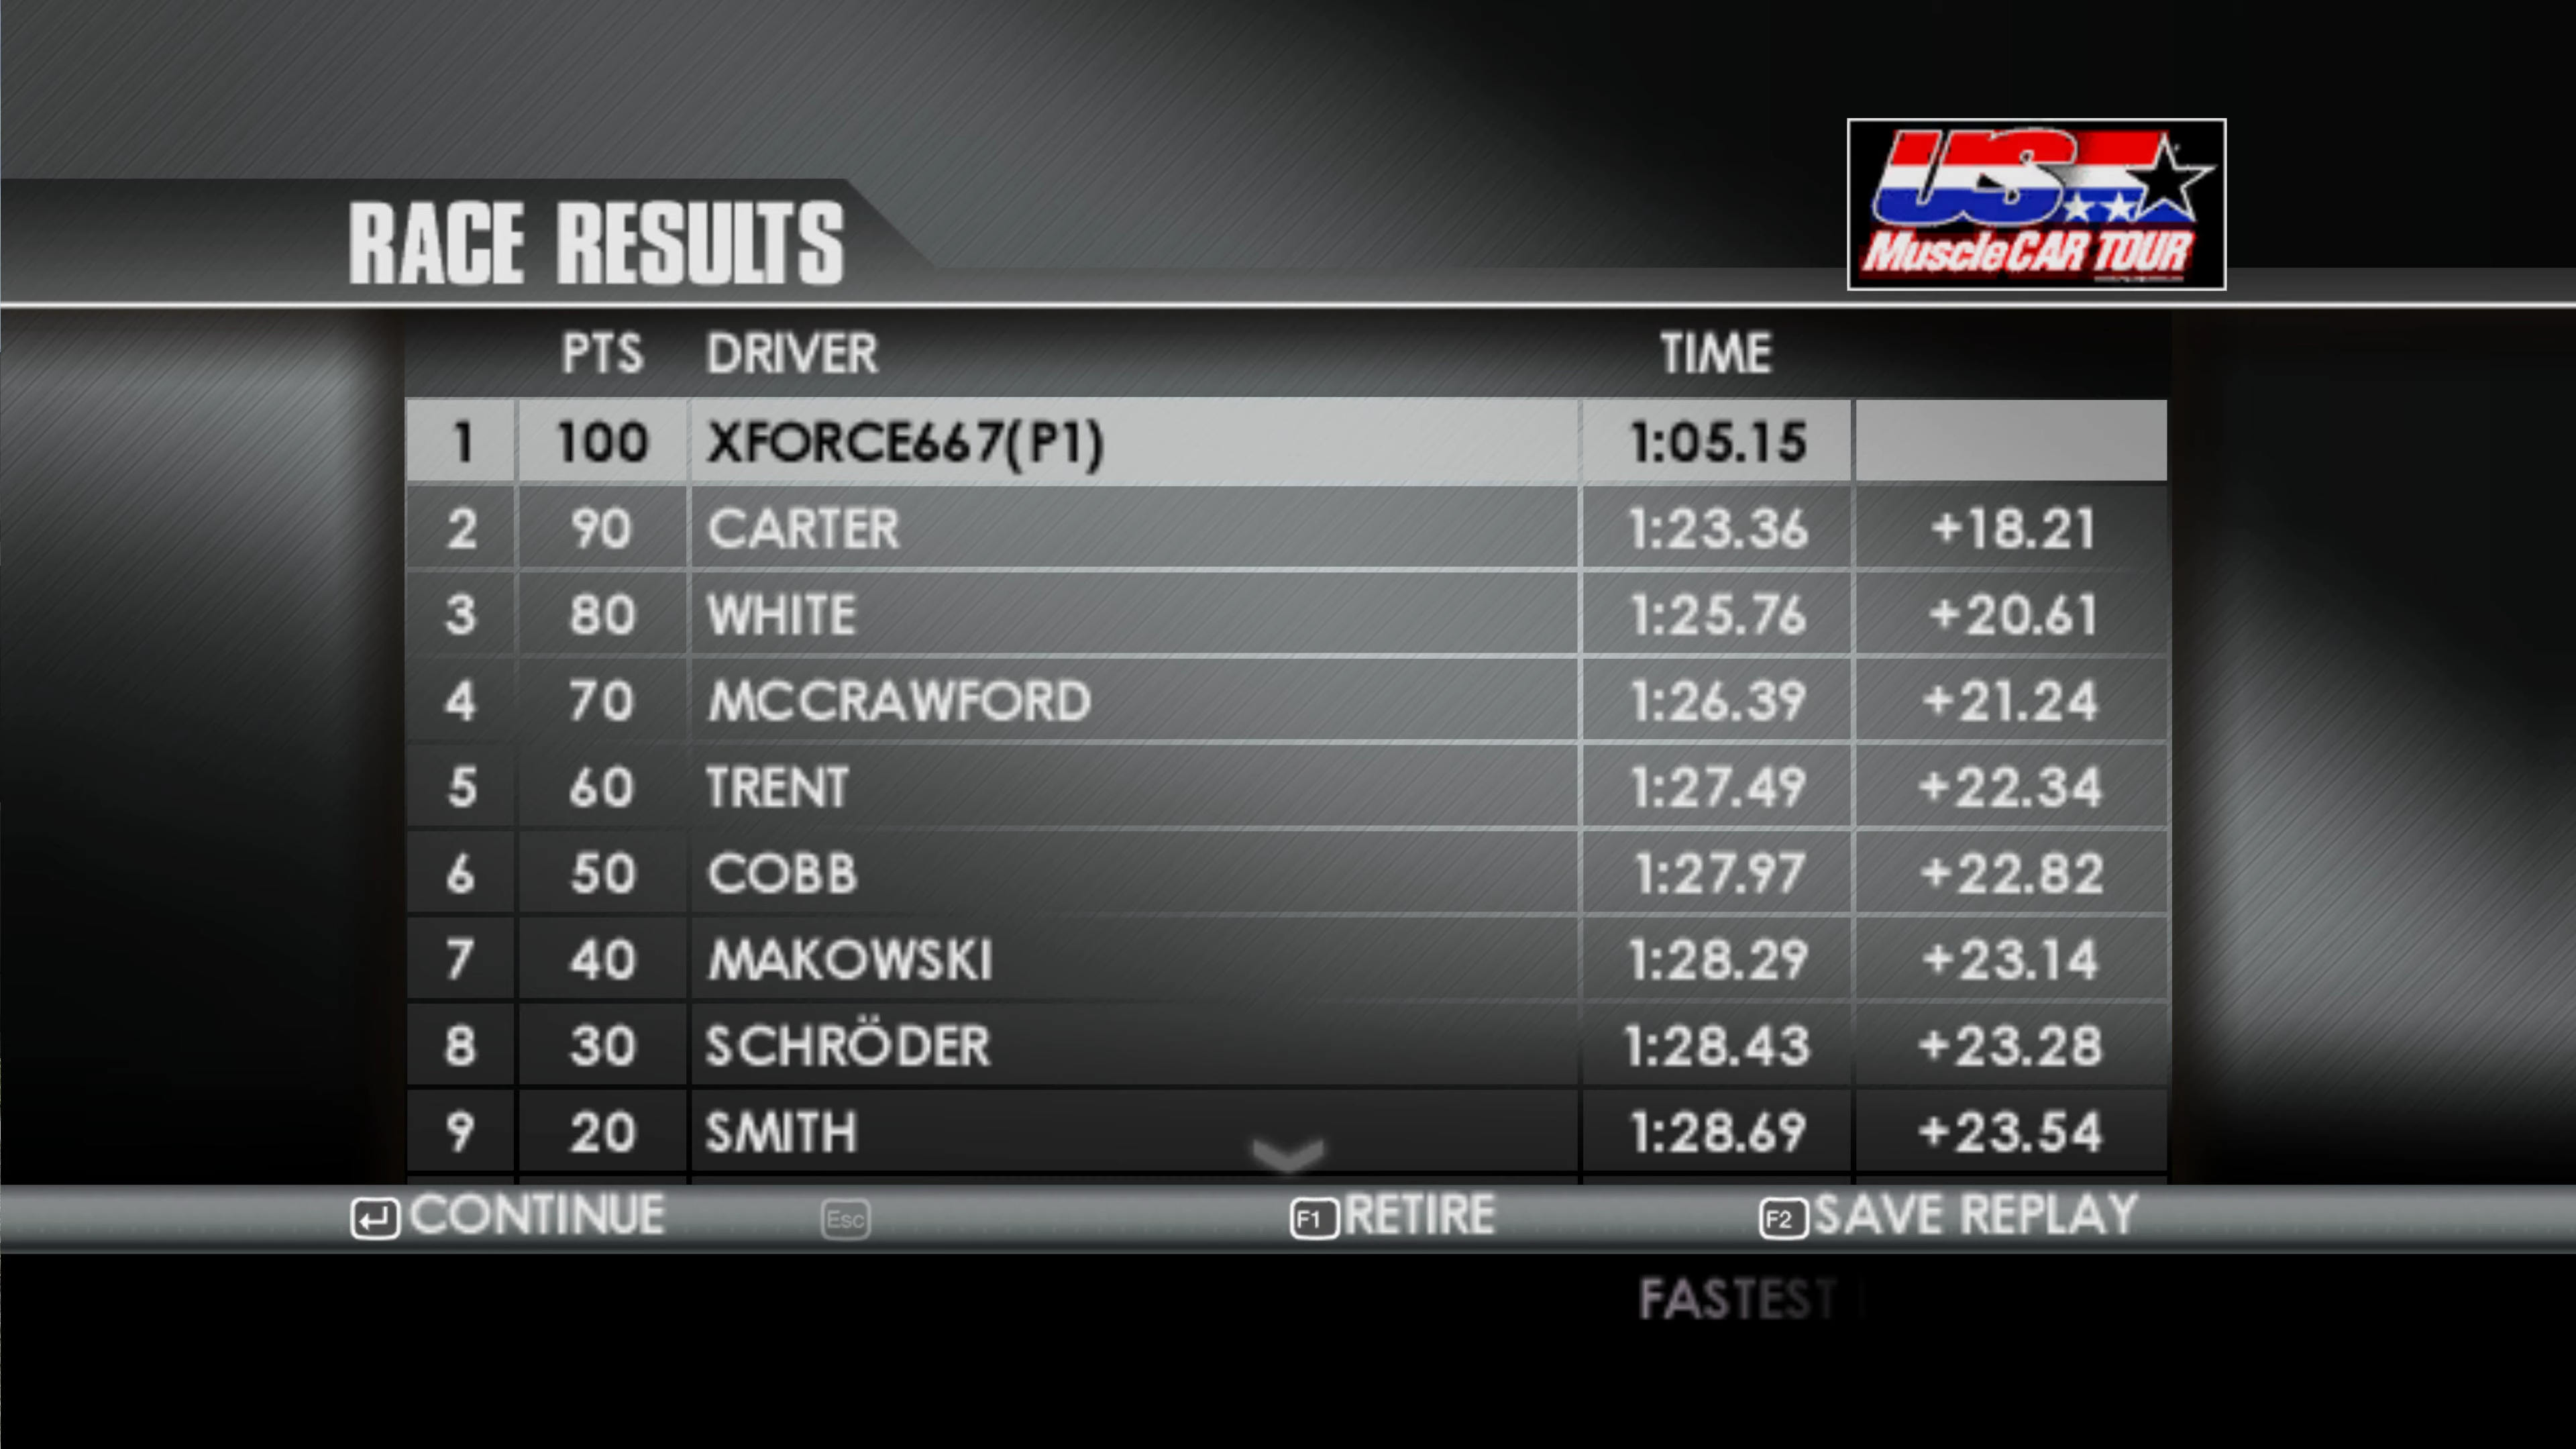 US
MuscleCAR TOUR
RACE RESULTS
PTS DRIVER TIME
1 100 XFORCE667(P1) 1:05.15
2 90 CARTER 1:23.36 +18.21
3 80 WHITE 1:25.76 +20.61
4 70 MCCRAWFORD 1:26.39 +21.24
5 60 TRENT 1:27.49 +22.34
6 50 COBB 1:27.97 +22.82
7 40 MAKOWSKI 1:28.29 +23.14
8 30 SCHRÖDER 1:28.43 +23.28
9 20 SMITH 1:28.69 +23.54
CONTINUE Esc F1 RETIRE F2 SAVE REPLAY
FASTEST